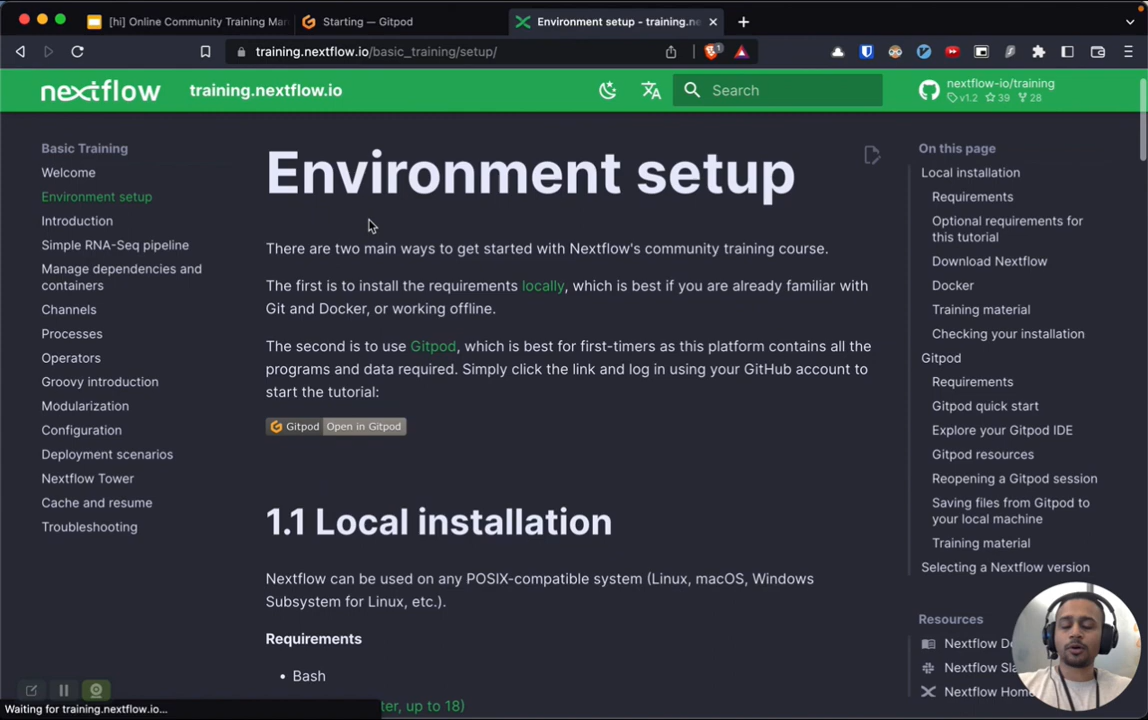 [hi] Online Community Training Mar
Starting — Gitpod
Environment setup - training.ne
training.nextflow.io/basic_training/setup/
1
nextflow
training.nextflow.io
Search
nextflow-io/training
v1.2 39 28
Basic Training
Welcome
Environment setup
Introduction
Simple RNA-Seq pipeline
Manage dependencies and
containers
Channels
Processes
Operators
Groovy introduction
Modularization
Configuration
Deployment scenarios
Nextflow Tower
Cache and resume
Troubleshooting
Environment setup
There are two main ways to get started with Nextflow's community training course.
The first is to install the requirements locally, which is best if you are already familiar with
Git and Docker, or working offline.
The second is to use Gitpod, which is best for first-timers as this platform contains all the
programs and data required. Simply click the link and log in using your GitHub account to
start the tutorial:
Gitpod Open in Gitpod
1.1 Local installation
Nextflow can be used on any POSIX-compatible system (Linux, macOS, Windows
Subsystem for Linux, etc.).
Requirements
• Bash
ter, up to 18)
On this page
Local installation
Requirements
Optional requirements for
this tutorial
Download Nextflow
Docker
Training material
Checking your installation
Gitpod
Requirements
Gitpod quick start
Explore your Gitpod IDE
Gitpod resources
Reopening a Gitpod session
Saving files from Gitpod to
your local machine
Training material
Selecting a Nextflow version
Resources
Nextflow Do
Nextflow Sla
Nextflow Hom
Waiting for training.nextflow.io...